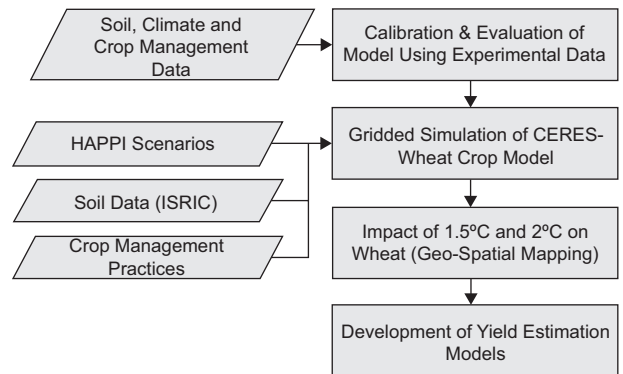 Soil, Climate and
Crop Management
Data
Calibration & Evaluation of
Model Using Experimental Data
HAPPI Scenarios
Soil Data (ISRIC)
Crop Management
Practices
Gridded Simulation of CERES-
Wheat Crop Model
Impact of 1.5ºC and 2ºC on
Wheat (Geo-Spatial Mapping)
Development of Yield Estimation
Models